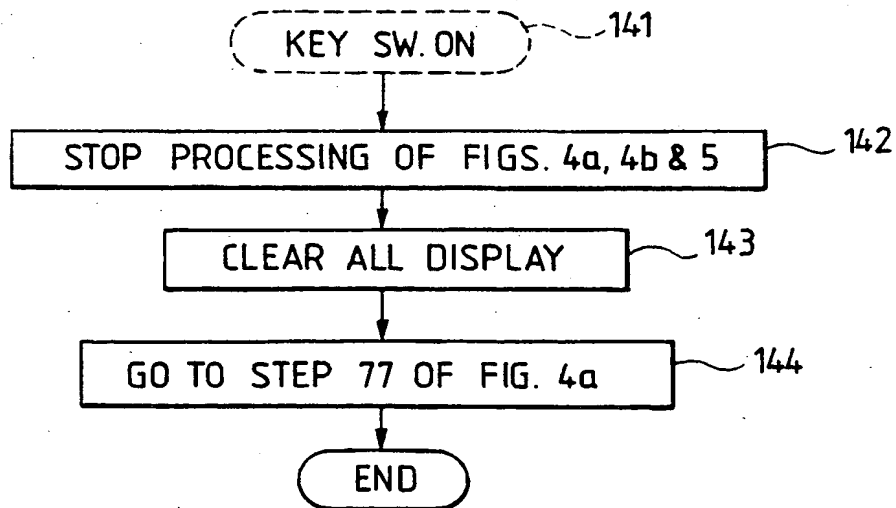 KEY SW. ON
141
STOP PROCESSING OF FIGS. 4a, 4b & 5
142
CLEAR ALL DISPLAY
143
GO TO STEP 77 OF FIG. 4a
144
END